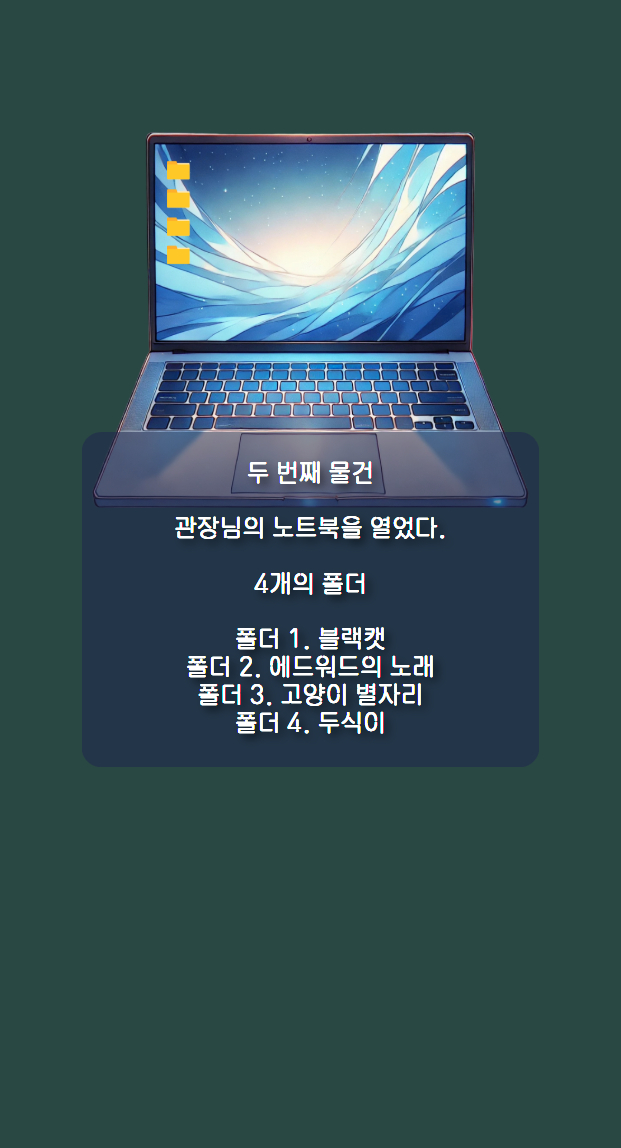 두 번째 물건
관장님의 노트북을 열었다.
4개의 폴더
폴더 1. 블랙캣
폴더 2. 에드워드의 노래
폴더 3. 고양이 별자리
폴더 4. 두식이